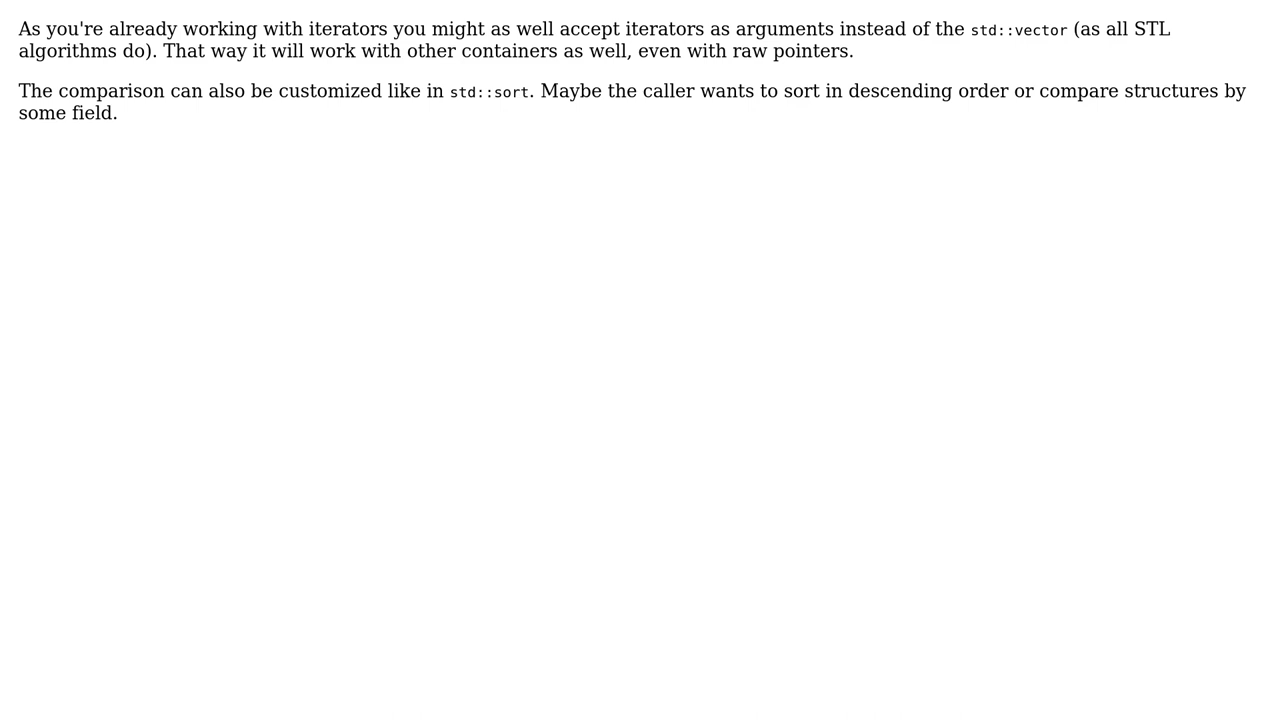 As you're already working with iterators you might as well accept iterators as arguments instead of the std::vector (as all STL
algorithms do). That way it will work with other containers as well, even with raw pointers.
The comparison can also be customized like in std::sort. Maybe the caller wants to sort in descending order or compare structures by
some field.